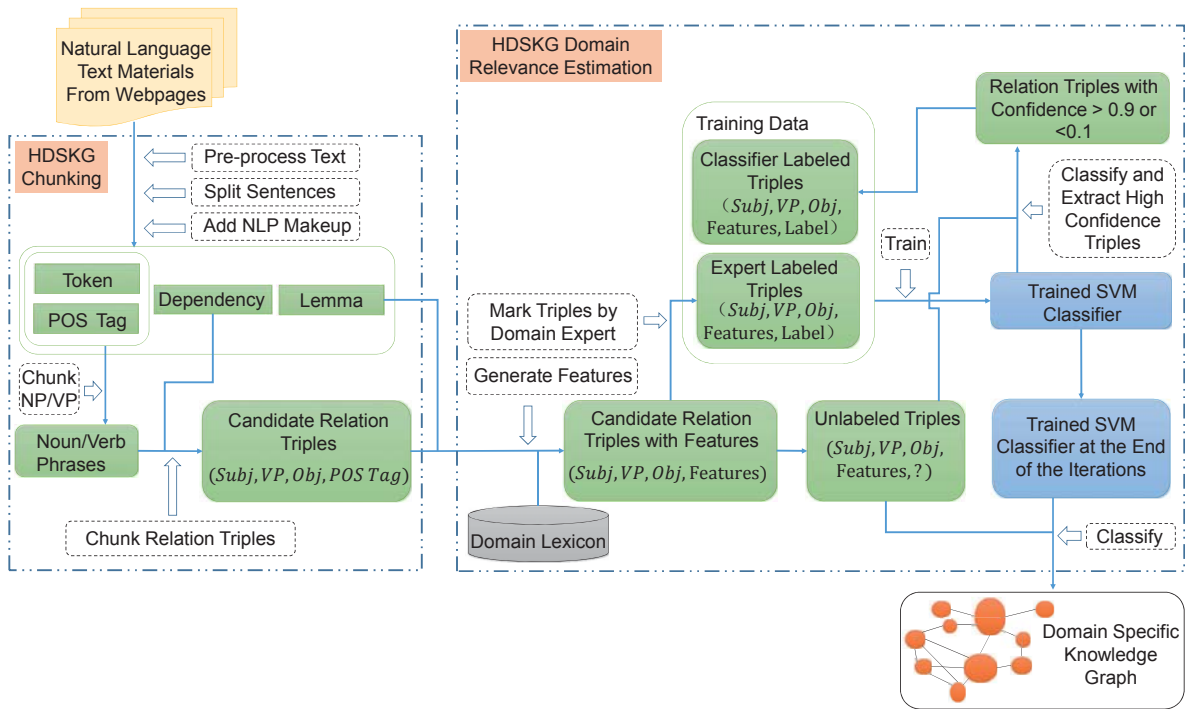 Natural Language
Text Materials
From Webpages
HDSKG
Chunking
Pre-process Text
Split Sentences
Add NLP Makeup
Token
POS Tag
Dependency
Lemma
Chunk
NP/VP
Noun/Verb
Phrases
Candidate Relation
Triples
(Subj, VP, Obj, POS Tag)
Chunk Relation Triples
HDSKG Domain
Relevance Estimation
Training Data
Classifier Labeled
Triples
(Subj, VP, Obj,
Features, Label)
Expert Labeled
Triples
(Subj, VP, Obj,
Features, Label)
Relation Triples with
Confidence > 0.9 or
<0.1
Classify and
Extract High
Confidence
Triples
Train
Trained SVM
Classifier
Mark Triples by
Domain Expert
Generate Features
Candidate Relation
Triples with Features
(Subj, VP, Obj, Features)
Unlabeled Triples
(Subj, VP, Obj,
Features, ?)
Trained SVM
Classifier at the End
of the Iterations
Domain Lexicon
Classify
Domain Specific
Knowledge
Graph